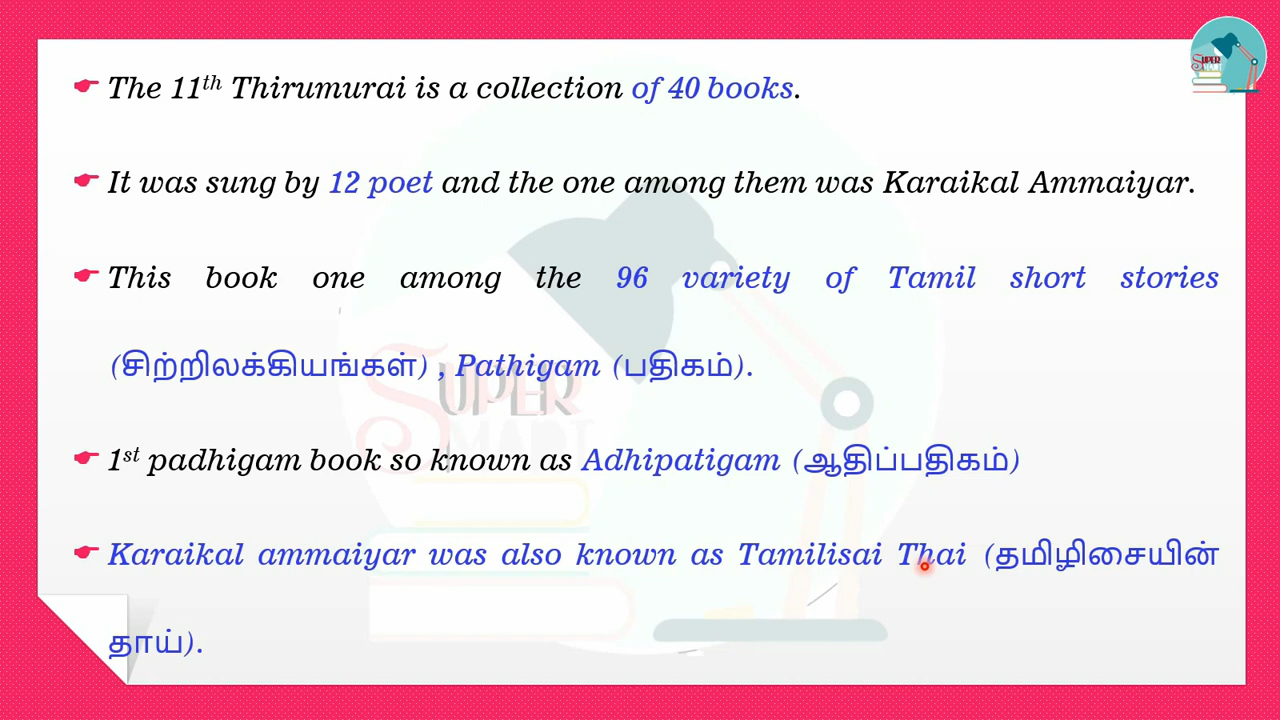 The 11th Thirumurai is a collection of 40 books.
It was sung by 12 poet and the one among them was Karaikal Ammaiyar.
This book one among the 96 variety of Tamil short stories
(சிற்றிலக்கியங்கள்) , Pathigam (பதிகம்).
1st padhigam book so known as Adhipatigam (ஆதிப்பதிகம்)
Karaikal ammaiyar was also known as Tamilisai Thai (தமிழிசையின்
தாய்).
SUPER